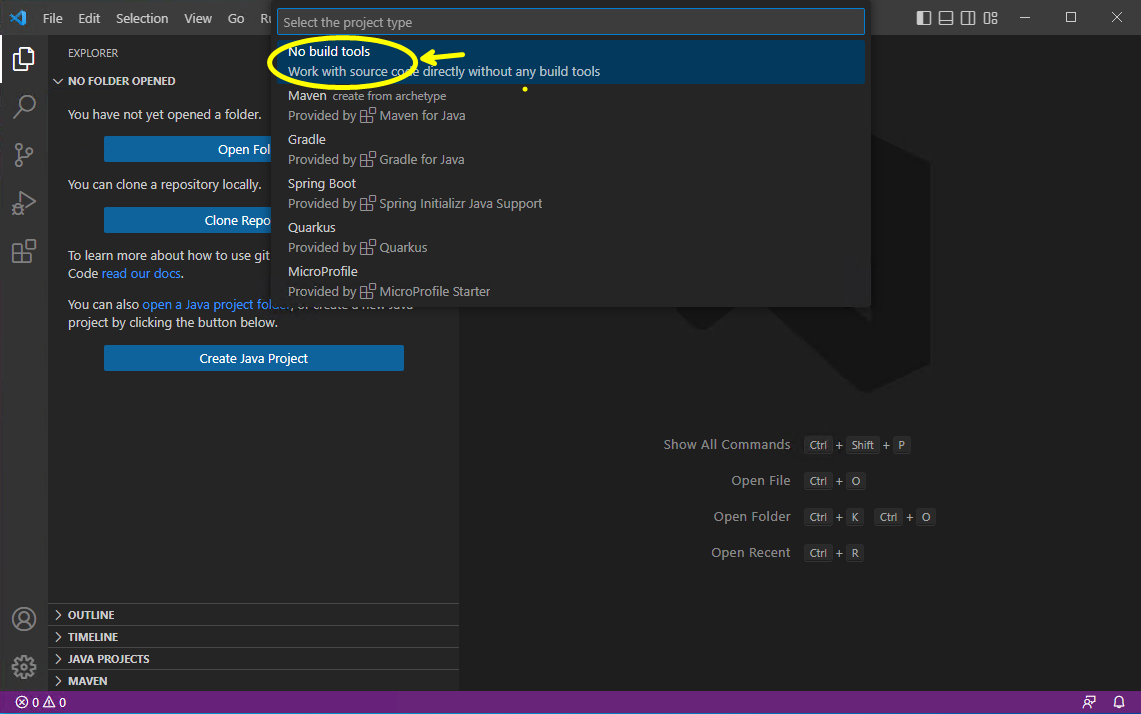 File Edit Selection View Go
Select the project type
No build tools
Work with source code directly without any build tools
Maven create from archetype
Provided by Maven for Java
Gradle
Provided by Gradle for Java
Spring Boot
Provided by Spring Initializr Java Support
Quarkus
Provided by Quarkus
MicroProfile
Provided by MicroProfile Starter
EXPLORER
NO FOLDER OPENED
You have not yet opened a folder.
Open Fol
You can clone a repository locally.
Clone Repo
To learn more about how to use git
Code read our docs.
You can also open a Java project folder, or create a new Java
project by clicking the button below.
Create Java Project
Show All Commands Ctrl + Shift + P
Open File Ctrl + O
Open Folder Ctrl + K Ctrl + O
Open Recent Ctrl + R
OUTLINE
TIMELINE
JAVA PROJECTS
MAVEN
0 0